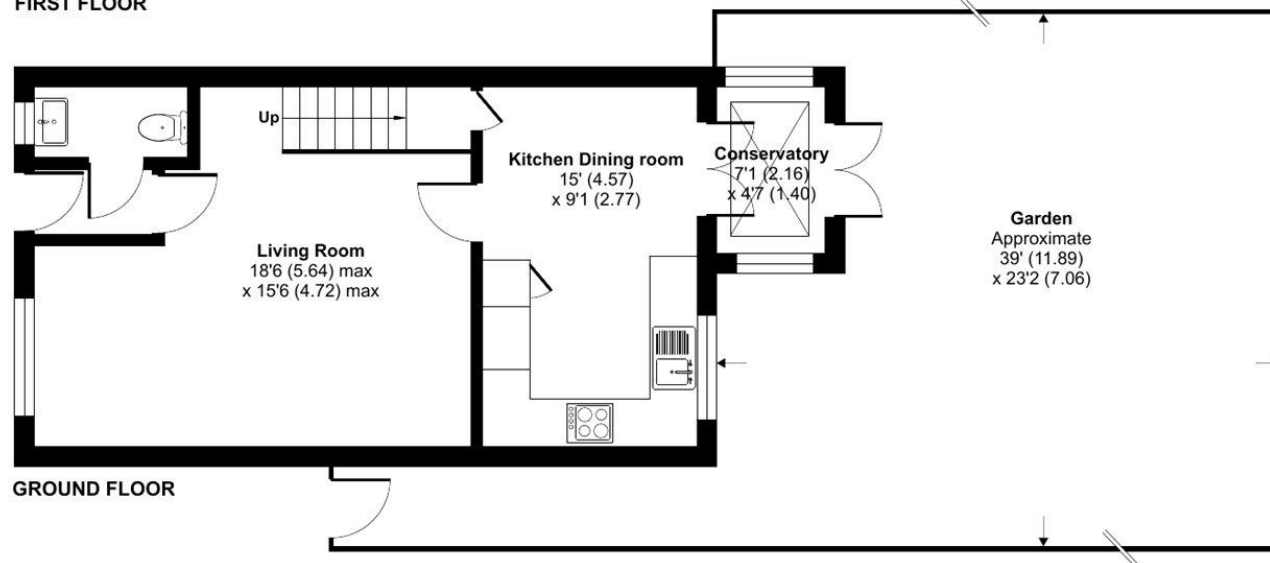 FIRST FLOOR
Up
Kitchen Dining room
15' (4.57)
x 9'1 (2.77)
Conservatory
7'1 (2.16)
x 4'7 (1.40)
Living Room
18'6 (5.64) max
x 15'6 (4.72) max
Garden
Approximate
39' (11.89)
x 23'2 (7.06)
GROUND FLOOR